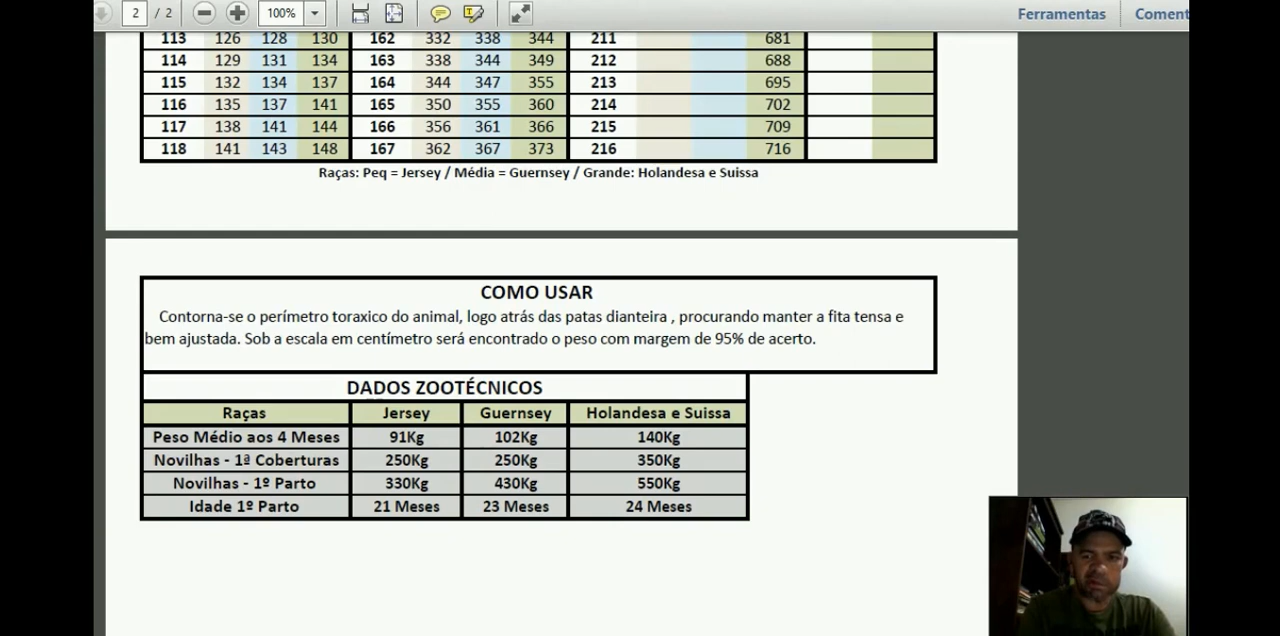 2 / 2 100% Ferramentas Coment
113 126 128 130 162 332 338 344 211 681
114 129 131 134 163 338 344 349 212 688
115 132 134 137 164 344 347 355 213 695
116 135 137 141 165 350 355 360 214 702
117 138 141 144 166 356 361 366 215 709
118 141 143 148 167 362 367 373 216 716
Raças: Peq = Jersey / Média = Guernsey / Grande: Holandesa e Suissa
COMO USAR
Contorna-se o perímetro toraxico do animal, logo atrás das patas dianteira , procurando manter a fita tensa e
bem ajustada. Sob a escala em centímetro será encontrado o peso com margem de 95% de acerto.
DADOS ZOOTÉCNICOS
Raças Jersey Guernsey Holandesa e Suissa
Peso Médio aos 4 Meses 91Kg 102Kg 140Kg
Novilhas - 1ª Coberturas 250Kg 250Kg 350Kg
Novilhas - 1º Parto 330Kg 430Kg 550Kg
Idade 1º Parto 21 Meses 23 Meses 24 Meses